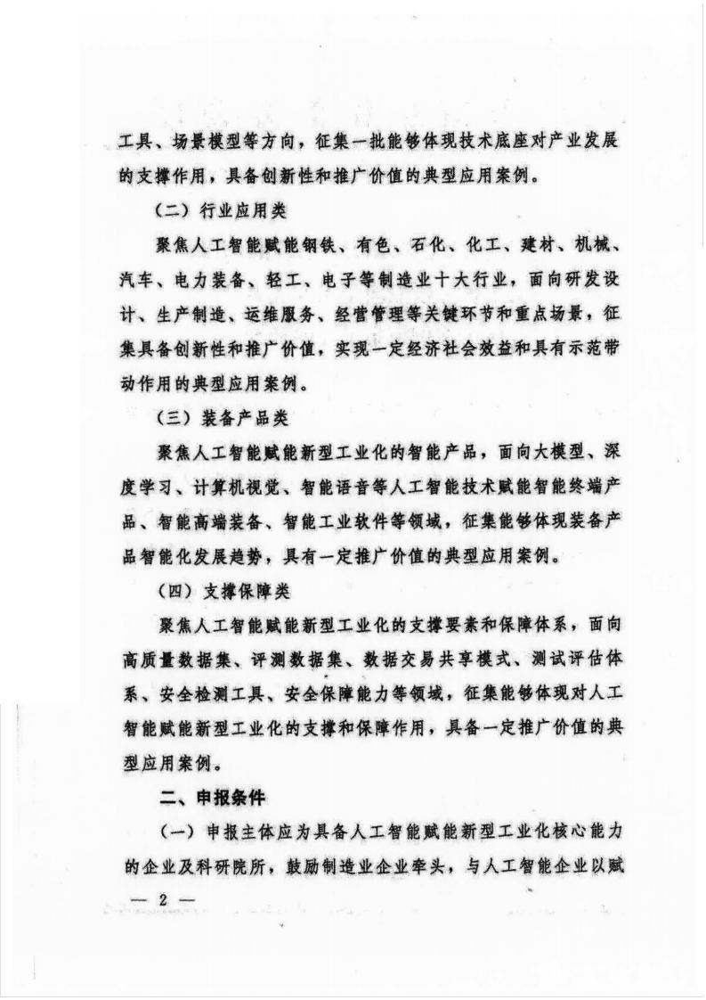 工具、场景模型等方向，征集一批能够体现技术底座对产业发展
的支撑作用，具备创新性和推广价值的典型应用案例。
（二）行业应用类
聚焦人工智能赋能钢铁、有色、石化、化工、建材、机械、
汽车、电力装备、轻工、电子等制造业十大行业，面向研发设
计、生产制造、运维服务、经营管理等关键环节和重点场景，征
集具备创新性和推广价值，实现一定经济社会效益和具有示范带
动作用的典型应用案例。
（三）装备产品类
聚焦人工智能赋能新型工业化的智能产品，面向大模型、深
度学习、计算机视觉、智能语音等人工智能技术赋能智能终端产
品、智能高端装备、智能工业软件等领域，征集能够体现装备产
品智能化发展趋势，具有一定推广价值的典型应用案例。
（四）支撑保障类
聚焦人工智能赋能新型工业化的支撑要素和保障体系，面向
高质量数据集、评测数据集、数据交易共享模式、测试评估体
系、安全检测工具、安全保障能力等领域，征集能够体现对人工
智能赋能新型工业化的支撑和保障作用，具备一定推广价值的典
型应用案例。
二、申报条件
（一）申报主体应为具备人工智能赋能新型工业化核心能力
的企业及科研院所，鼓励制造业企业牵头，与人工智能企业以赋
— 2 —